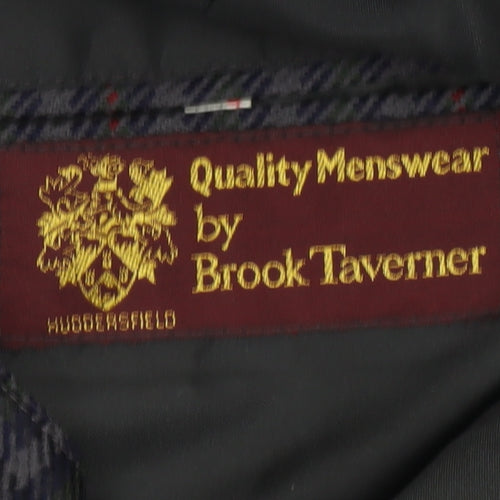 Quality Menswear
by
Brook Taverner
HUDDERSFIELD